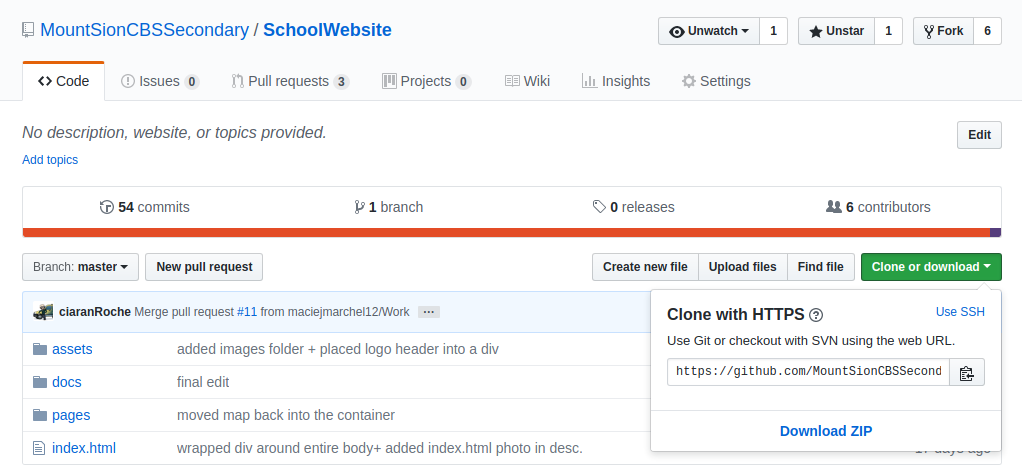 MountSionCBSSecondary / SchoolWebsite
Unwatch 1 Unstar 1 Fork 6
Code Issues 0 Pull requests 3 Projects 0 Wiki Insights Settings
No description, website, or topics provided. Edit
Add topics
54 commits 1 branch 0 releases 6 contributors
Branch: master New pull request Create new file Upload files Find file Clone or download
ciaranRoche Merge pull request #11 from maciejmarchel12/Work ...
Clone with HTTPS ? Use SSH
Use Git or checkout with SVN using the web URL.
https://github.com/MountSionCBSSecond
Download ZIP
assets added images folder + placed logo header into a div
docs final edit
pages moved map back into the container
index.html wrapped div around entire body+ added index.html photo in desc. 17 days ago